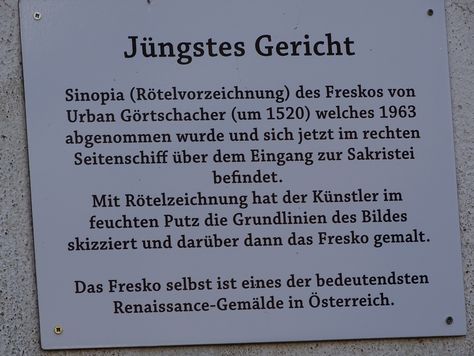 Jüngstes Gericht
Sinopia (Rötelvorzeichnung) des Freskos von
Urban Görtschacher (um 1520) welches 1963
abgenommen wurde und sich jetzt im rechten
Seitenschiff über dem Eingang zur Sakristei
befindet.
Mit Rötelzeichnung hat der Künstler im
feuchten Putz die Grundlinien des Bildes
skizziert und darüber dann das Fresko gemalt.
Das Fresko selbst ist eines der bedeutendsten
Renaissance-Gemälde in Österreich.